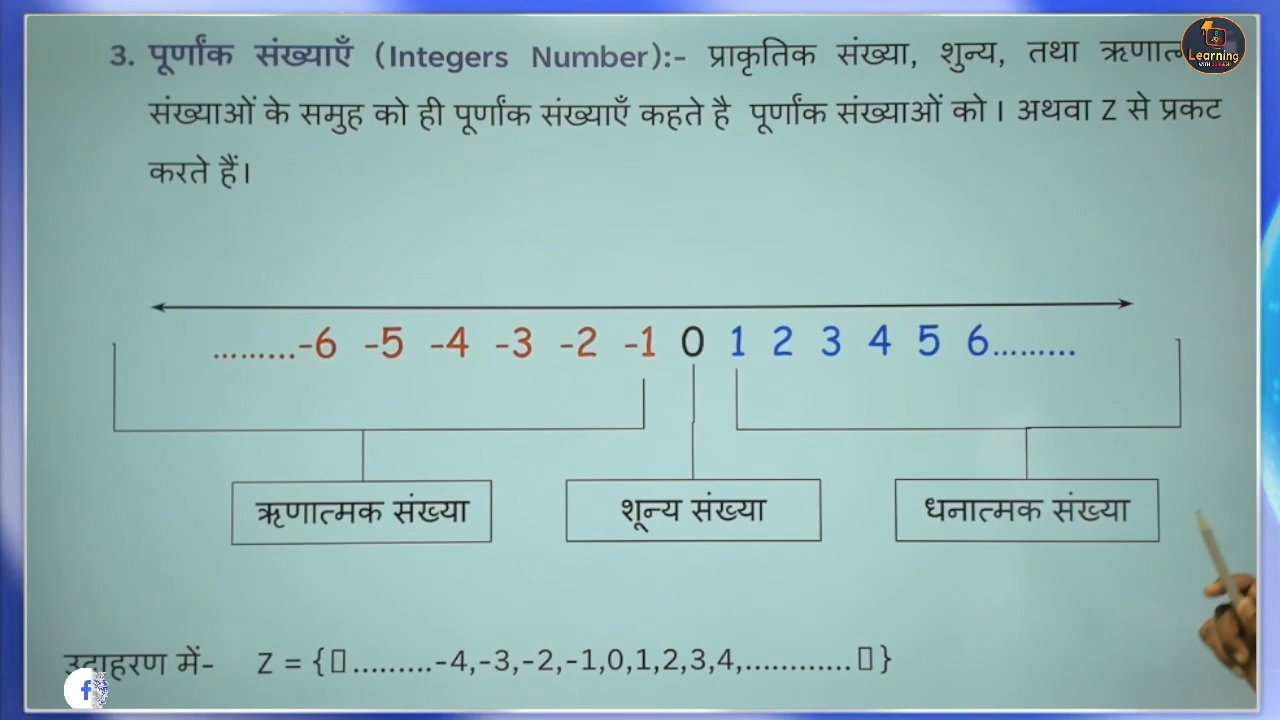 3. पूर्णांक संख्याएँ (Integers Number):- प्राकृतिक संख्या, शुन्य, तथा
संख्याओं के समुह को ही पूर्णांक संख्याएँ कहते है पूर्णांक संख्याओं को । अथवा Z से प्रकट
करते हैं।
.........-6 -5 -4 -3 -2 -1 0 1 2 3 4 5 6.........
ऋणात्मक संख्या शून्य संख्या धनात्मक संख्या
उदाहरण में- Z = {▯.........-4,-3,-2,-1,0,1,2,3,4,............▯}
Learning